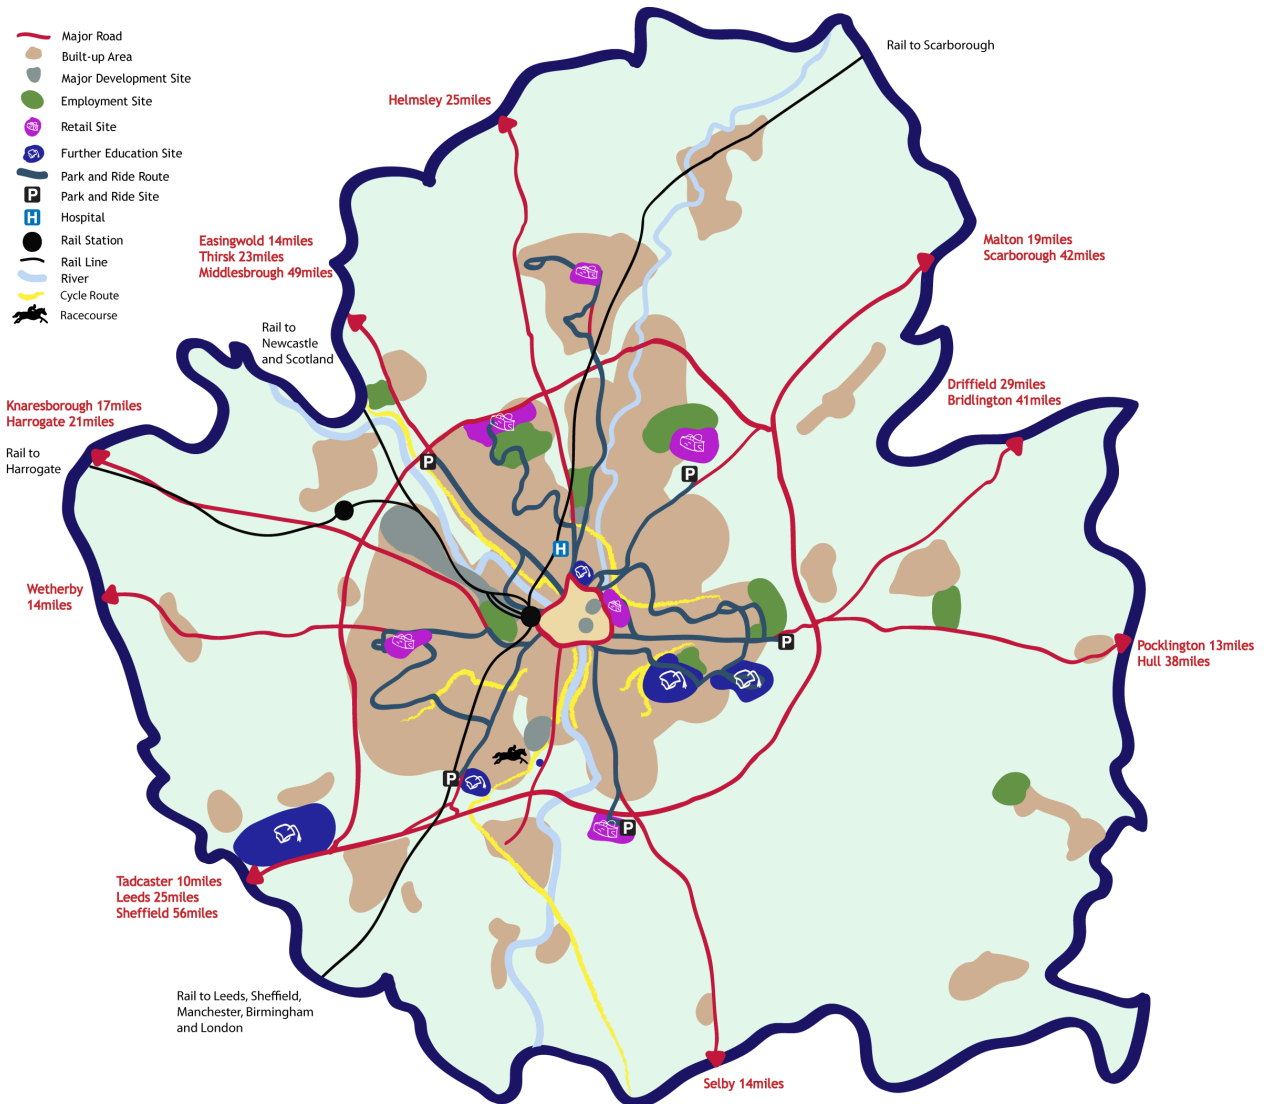 Major Road
Built-up Area
Major Development Site
Employment Site
Retail Site
Further Education Site
Park and Ride Route
P
Park and Ride Site
H
Hospital
Rail Station
Rail Line
River
Cycle Route
Racecourse
Rail to Scarborough
Helmsley 25miles
Easingwold 14miles
Thirsk 23miles
Middlesbrough 49miles
Malton 19miles
Scarborough 42miles
Rail to
Newcastle
and Scotland
Driffield 29miles
Bridlington 41miles
Knaresborough 17miles
Harrogate 21miles
Rail to
Harrogate
P
P
H
Wetherby
14miles
P
Pocklington 13miles
Hull 38miles
P
P
Tadcaster 10miles
Leeds 25miles
Sheffield 56miles
Rail to Leeds, Sheffield,
Manchester, Birmingham
and London
Selby 14miles